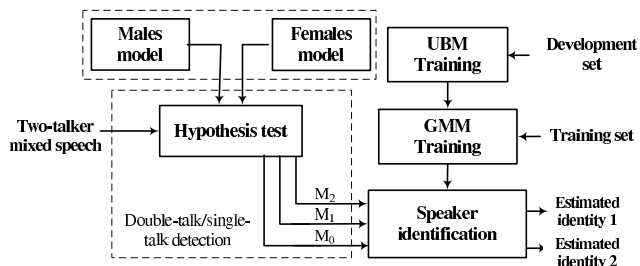 Males
model
Females
model
UBM
Training
Development
set
Two-talker
mixed speech
Hypothesis test
GMM
Training
Training set
M2
M1
M0
Double-talk/single-
talk detection
Speaker
identification
Estimated
identity 1
Estimated
identity 2